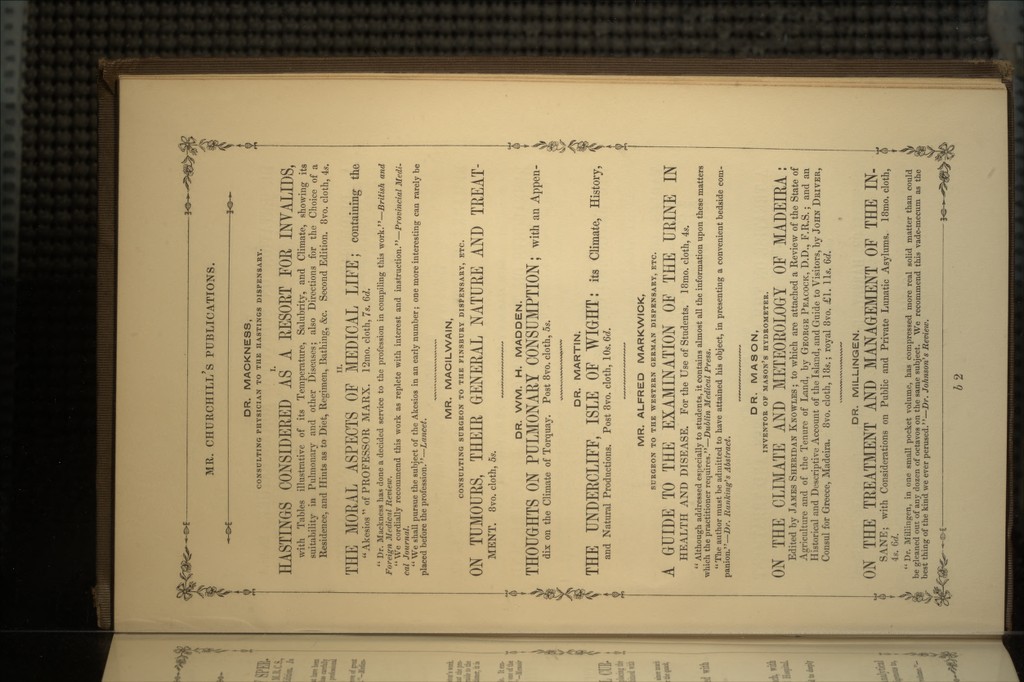 MR. CHURCHILL'S PUBLICATIONS.
DR. MACKNESS,
CONSULTING PHYSICIAN TO THE HASTINGS DISPENSARY.
I.
HASTINGS CONSIDERED AS A RESORT FOR INVALIDS,
with Tables illustrative of its Temperature, Salubrity, and Climate, showing its
suitability in Pulmonary and other Diseases; also Directions for the Choice of a
Residence, and Hints as to Diet, Regimen, Bathing, &c. Second Edition. 8vo. cloth, 4s.
II.
THE MORAL ASPECTS OF MEDICAL LIFE; containing the
"Akesios" of PROFESSOR MARX. 12mo. cloth, 7s. 6d.
"Dr. Mackness has done a decided service to the profession in compiling this work."—British and
Foreign Medical Review.
"We cordially recommend this work as replete with interest and instruction."—Provincial Medi-
cal Journal.
"We shall pursue the subject of the Akesios in an early number; one more interesting can rarely be
placed before the profession."—Lancet.
MR. MACILWAIN,
CONSULTING SURGEON TO THE FINSBURY DISPENSARY, ETC.
ON TUMOURS, THEIR GENERAL NATURE AND TREAT-
MENT. 8vo. cloth, 5s.
DR. WM. H. MADDEN.
THOUGHTS ON PULMONARY CONSUMPTION; with an Appen-
dix on the Climate of Torquay. Post 8vo. cloth, 5s.
DR. MARTIN.
THE UNDERCLIFF, ISLE OF WIGHT: its Climate, History,
and Natural Productions. Post 8vo. cloth, 10s. 6d.
MR. ALFRED MARKWICK,
SURGEON TO THE WESTERN GERMAN DISPENSARY, ETC.
A GUIDE TO THE EXAMINATION OF THE URINE IN
HEALTH AND DISEASE. For the Use of Students. 18mo. cloth, 4s.
"Although addressed especially to students, it contains almost all the information upon these matters
which the practitioner requires."—Dublin Medical Press.
"The author must be admitted to have attained his object, in presenting a convenient bedside com-
panion."—Dr. Ranking's Abstract.
DR. MASON,
INVENTOR OF MASON'S HYDROMETER.
ON THE CLIMATE AND METEOROLOGY OF MADEIRA:
Edited by JAMES SHERIDAN KNOWLES; to which are attached a Review of the State of
Agriculture and of the Tenure of Land, by GEORGE PEACOCK, D.D., F.R.S.; and an
Historical and Descriptive Account of the Island, and Guide to Visitors, by JOHN DRIVER,
Consul for Greece, Madeira. 8vo. cloth, 18s.; royal 8vo. £1. 11s. 6d.
DR. MILLINGEN.
ON THE TREATMENT AND MANAGEMENT OF THE IN-
SANE; with Considerations on Public and Private Lunatic Asylums. 18mo. cloth,
4s. 6d.
"Dr. Millingen, in one small pocket volume, has compressed more real solid matter than could
be gleaned out of any dozen of octavos on the same subject. We recommend this vade-mecum as the
best thing of the kind we ever perused."—Dr. Johnson's Review.
b 2